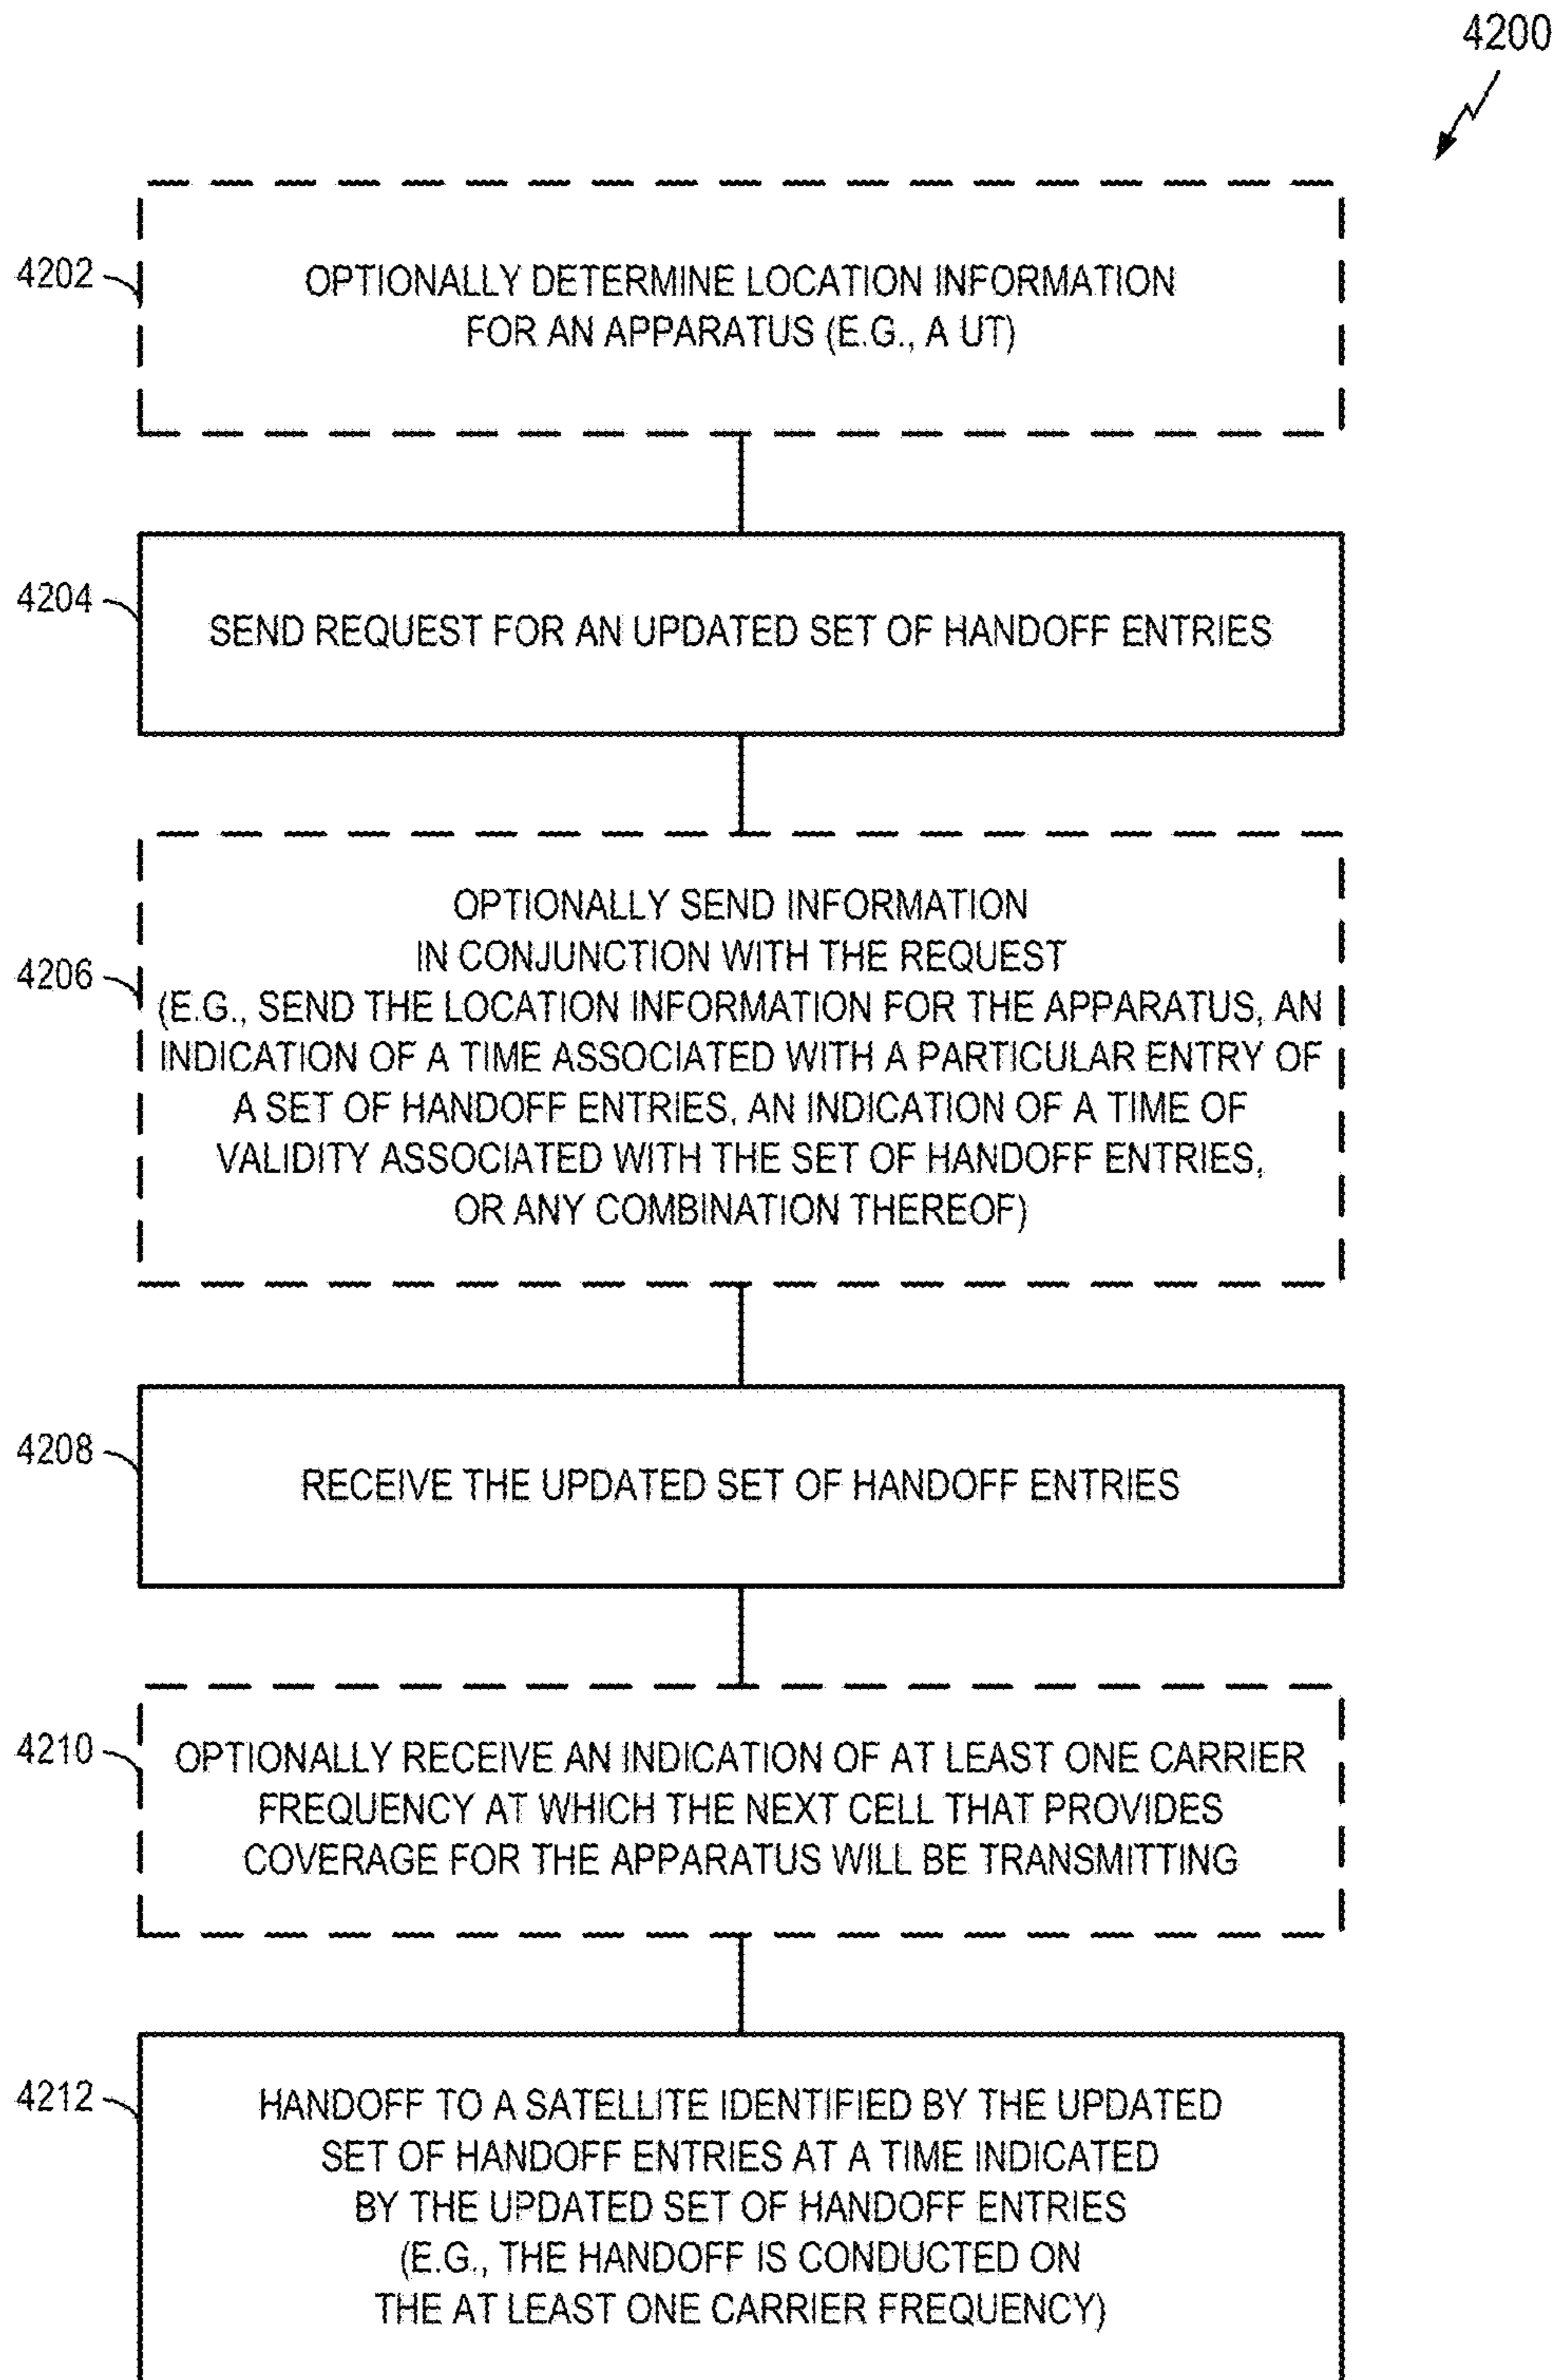 4200
4202
OPTIONALLY DETERMINE LOCATION INFORMATION
FOR AN APPARATUS (E.G., A UT)
4204
SEND REQUEST FOR AN UPDATED SET OF HANDOFF ENTRIES
4206
OPTIONALLY SEND INFORMATION
IN CONJUNCTION WITH THE REQUEST
(E.G., SEND THE LOCATION INFORMATION FOR THE APPARATUS, AN
INDICATION OF A TIME ASSOCIATED WITH A PARTICULAR ENTRY OF
A SET OF HANDOFF ENTRIES, AN INDICATION OF A TIME OF
VALIDITY ASSOCIATED WITH THE SET OF HANDOFF ENTRIES,
OR ANY COMBINATION THEREOF)
4208
RECEIVE THE UPDATED SET OF HANDOFF ENTRIES
4210
OPTIONALLY RECEIVE AN INDICATION OF AT LEAST ONE CARRIER
FREQUENCY AT WHICH THE NEXT CELL THAT PROVIDES
COVERAGE FOR THE APPARATUS WILL BE TRANSMITTING
4212
HANDOFF TO A SATELLITE IDENTIFIED BY THE UPDATED
SET OF HANDOFF ENTRIES AT A TIME INDICATED
BY THE UPDATED SET OF HANDOFF ENTRIES
(E.G., THE HANDOFF IS CONDUCTED ON
THE AT LEAST ONE CARRIER FREQUENCY)